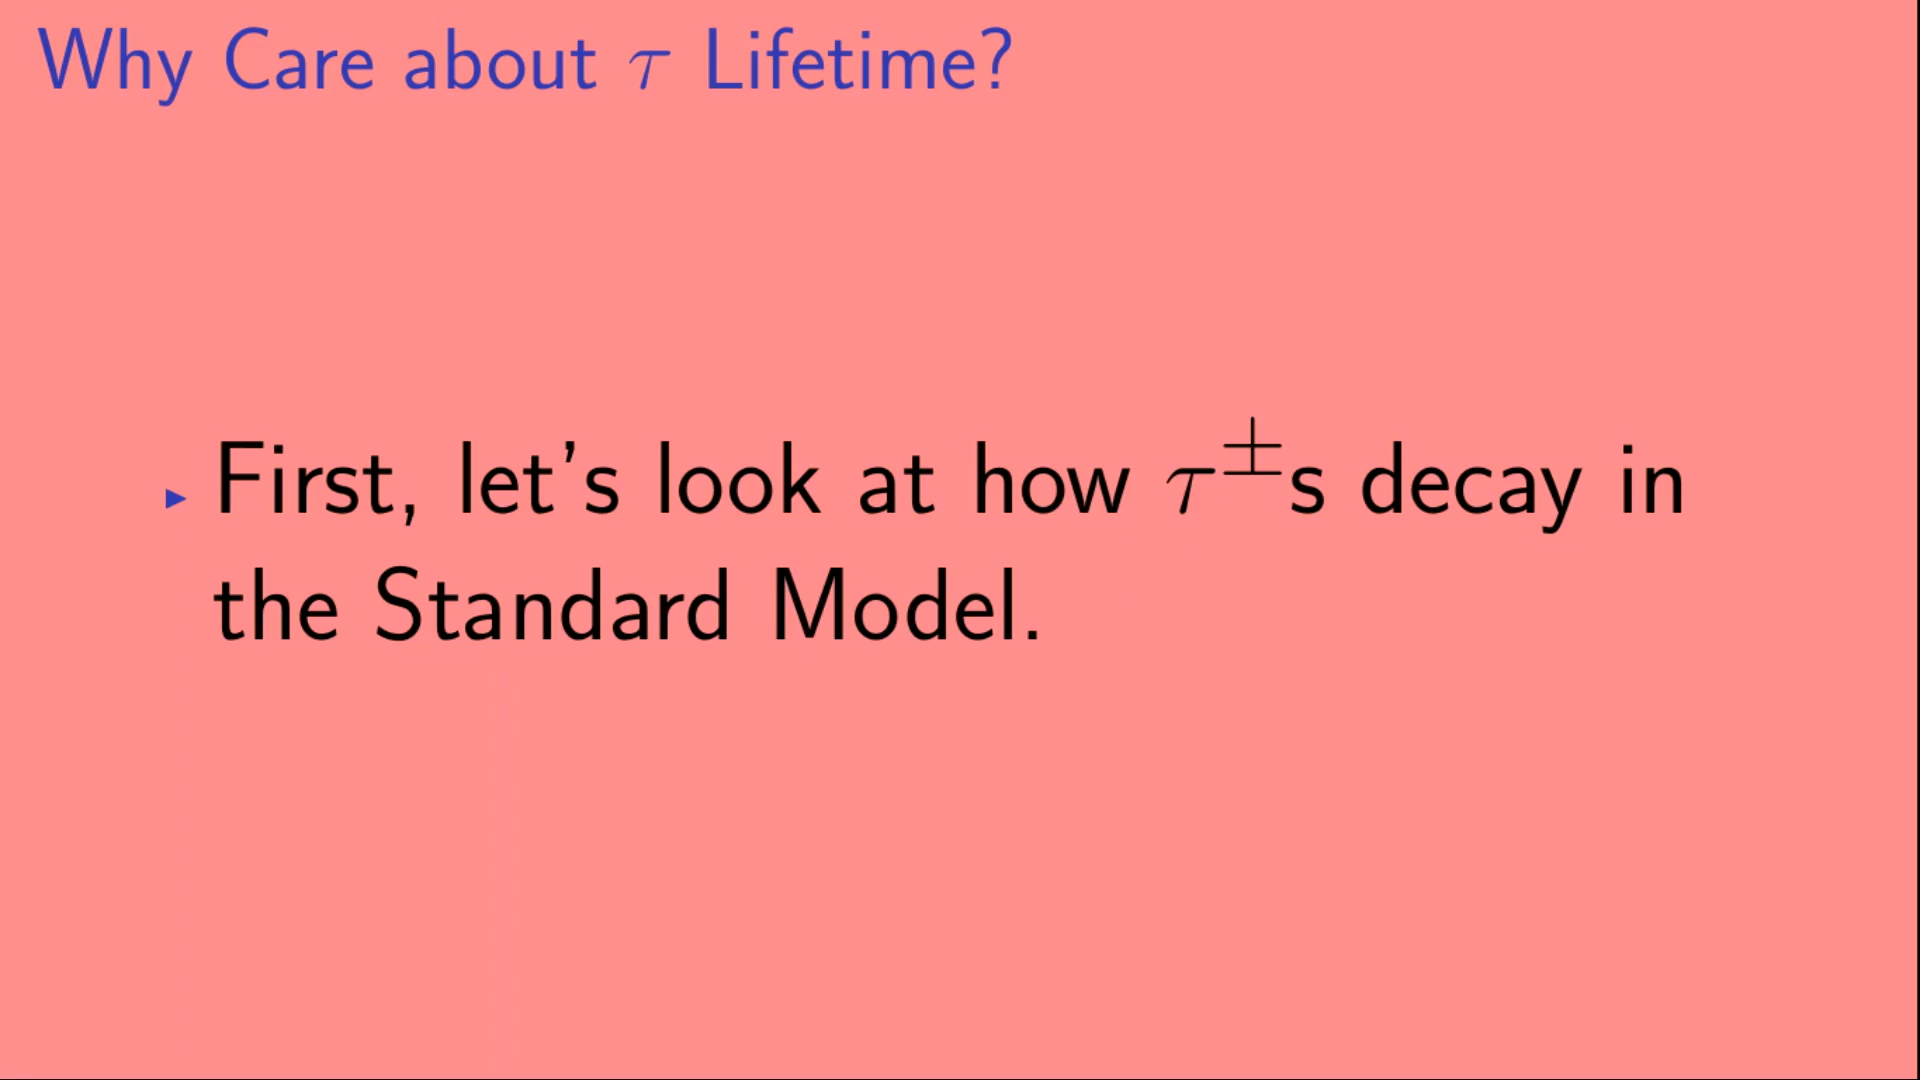 Why Care about τ Lifetime?
▸ First, let's look at how τ±s decay in
the Standard Model.